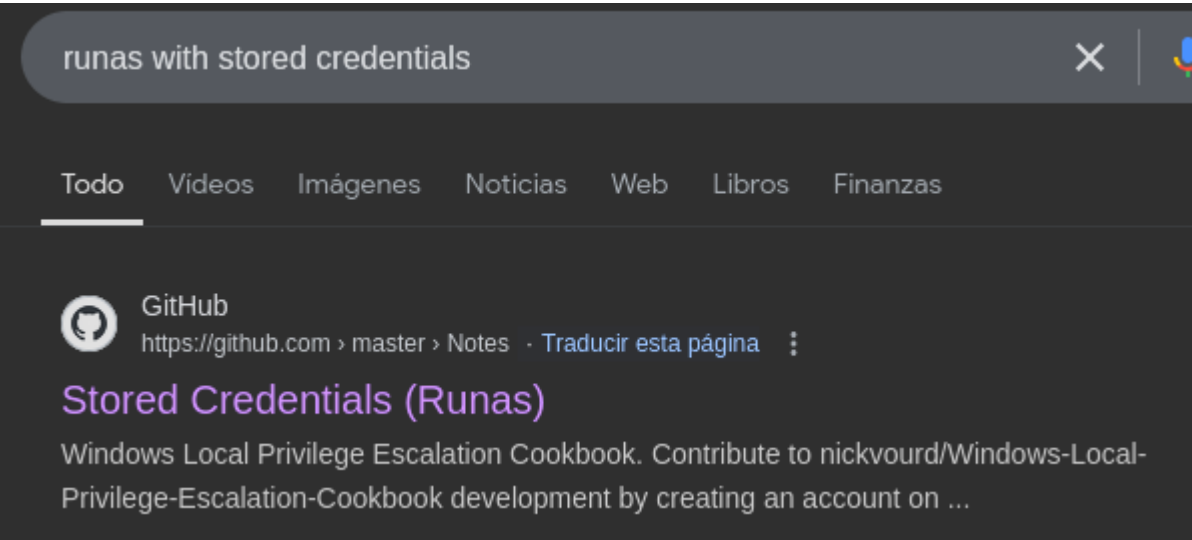 runas with stored credentials
Todo Vídeos Imágenes Noticias Web Libros Finanzas
GitHub
https://github.com › master › Notes · Traducir esta página
Stored Credentials (Runas)
Windows Local Privilege Escalation Cookbook. Contribute to nickvourd/Windows-Local-
Privilege-Escalation-Cookbook development by creating an account on ...